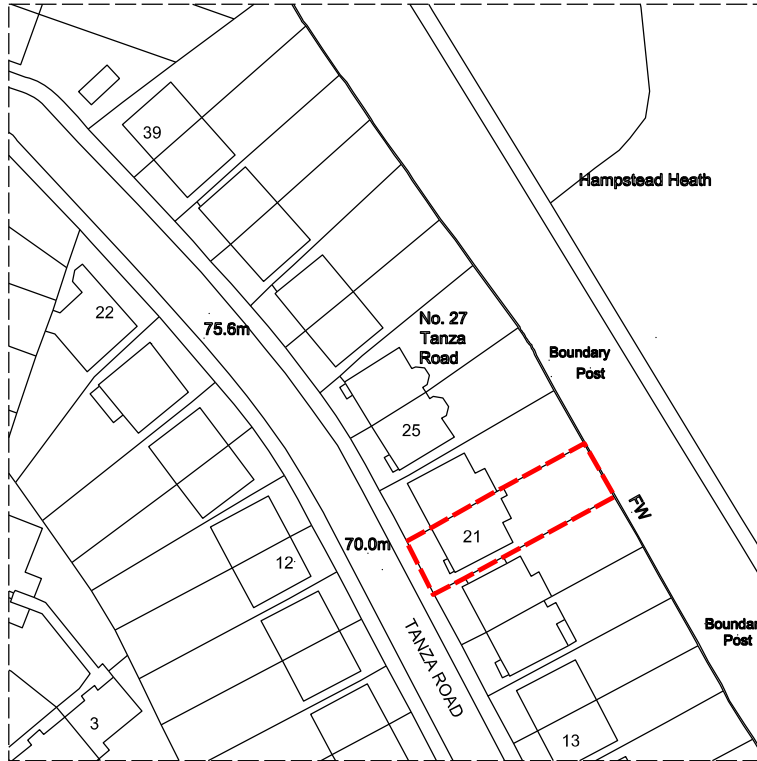 39
Hampstead Heath
22
75.6m
No. 27
Tanza
Road
Boundary
Post
25
21
FW
70.0m
12
TANZA ROAD
Boundar
Post
3
13